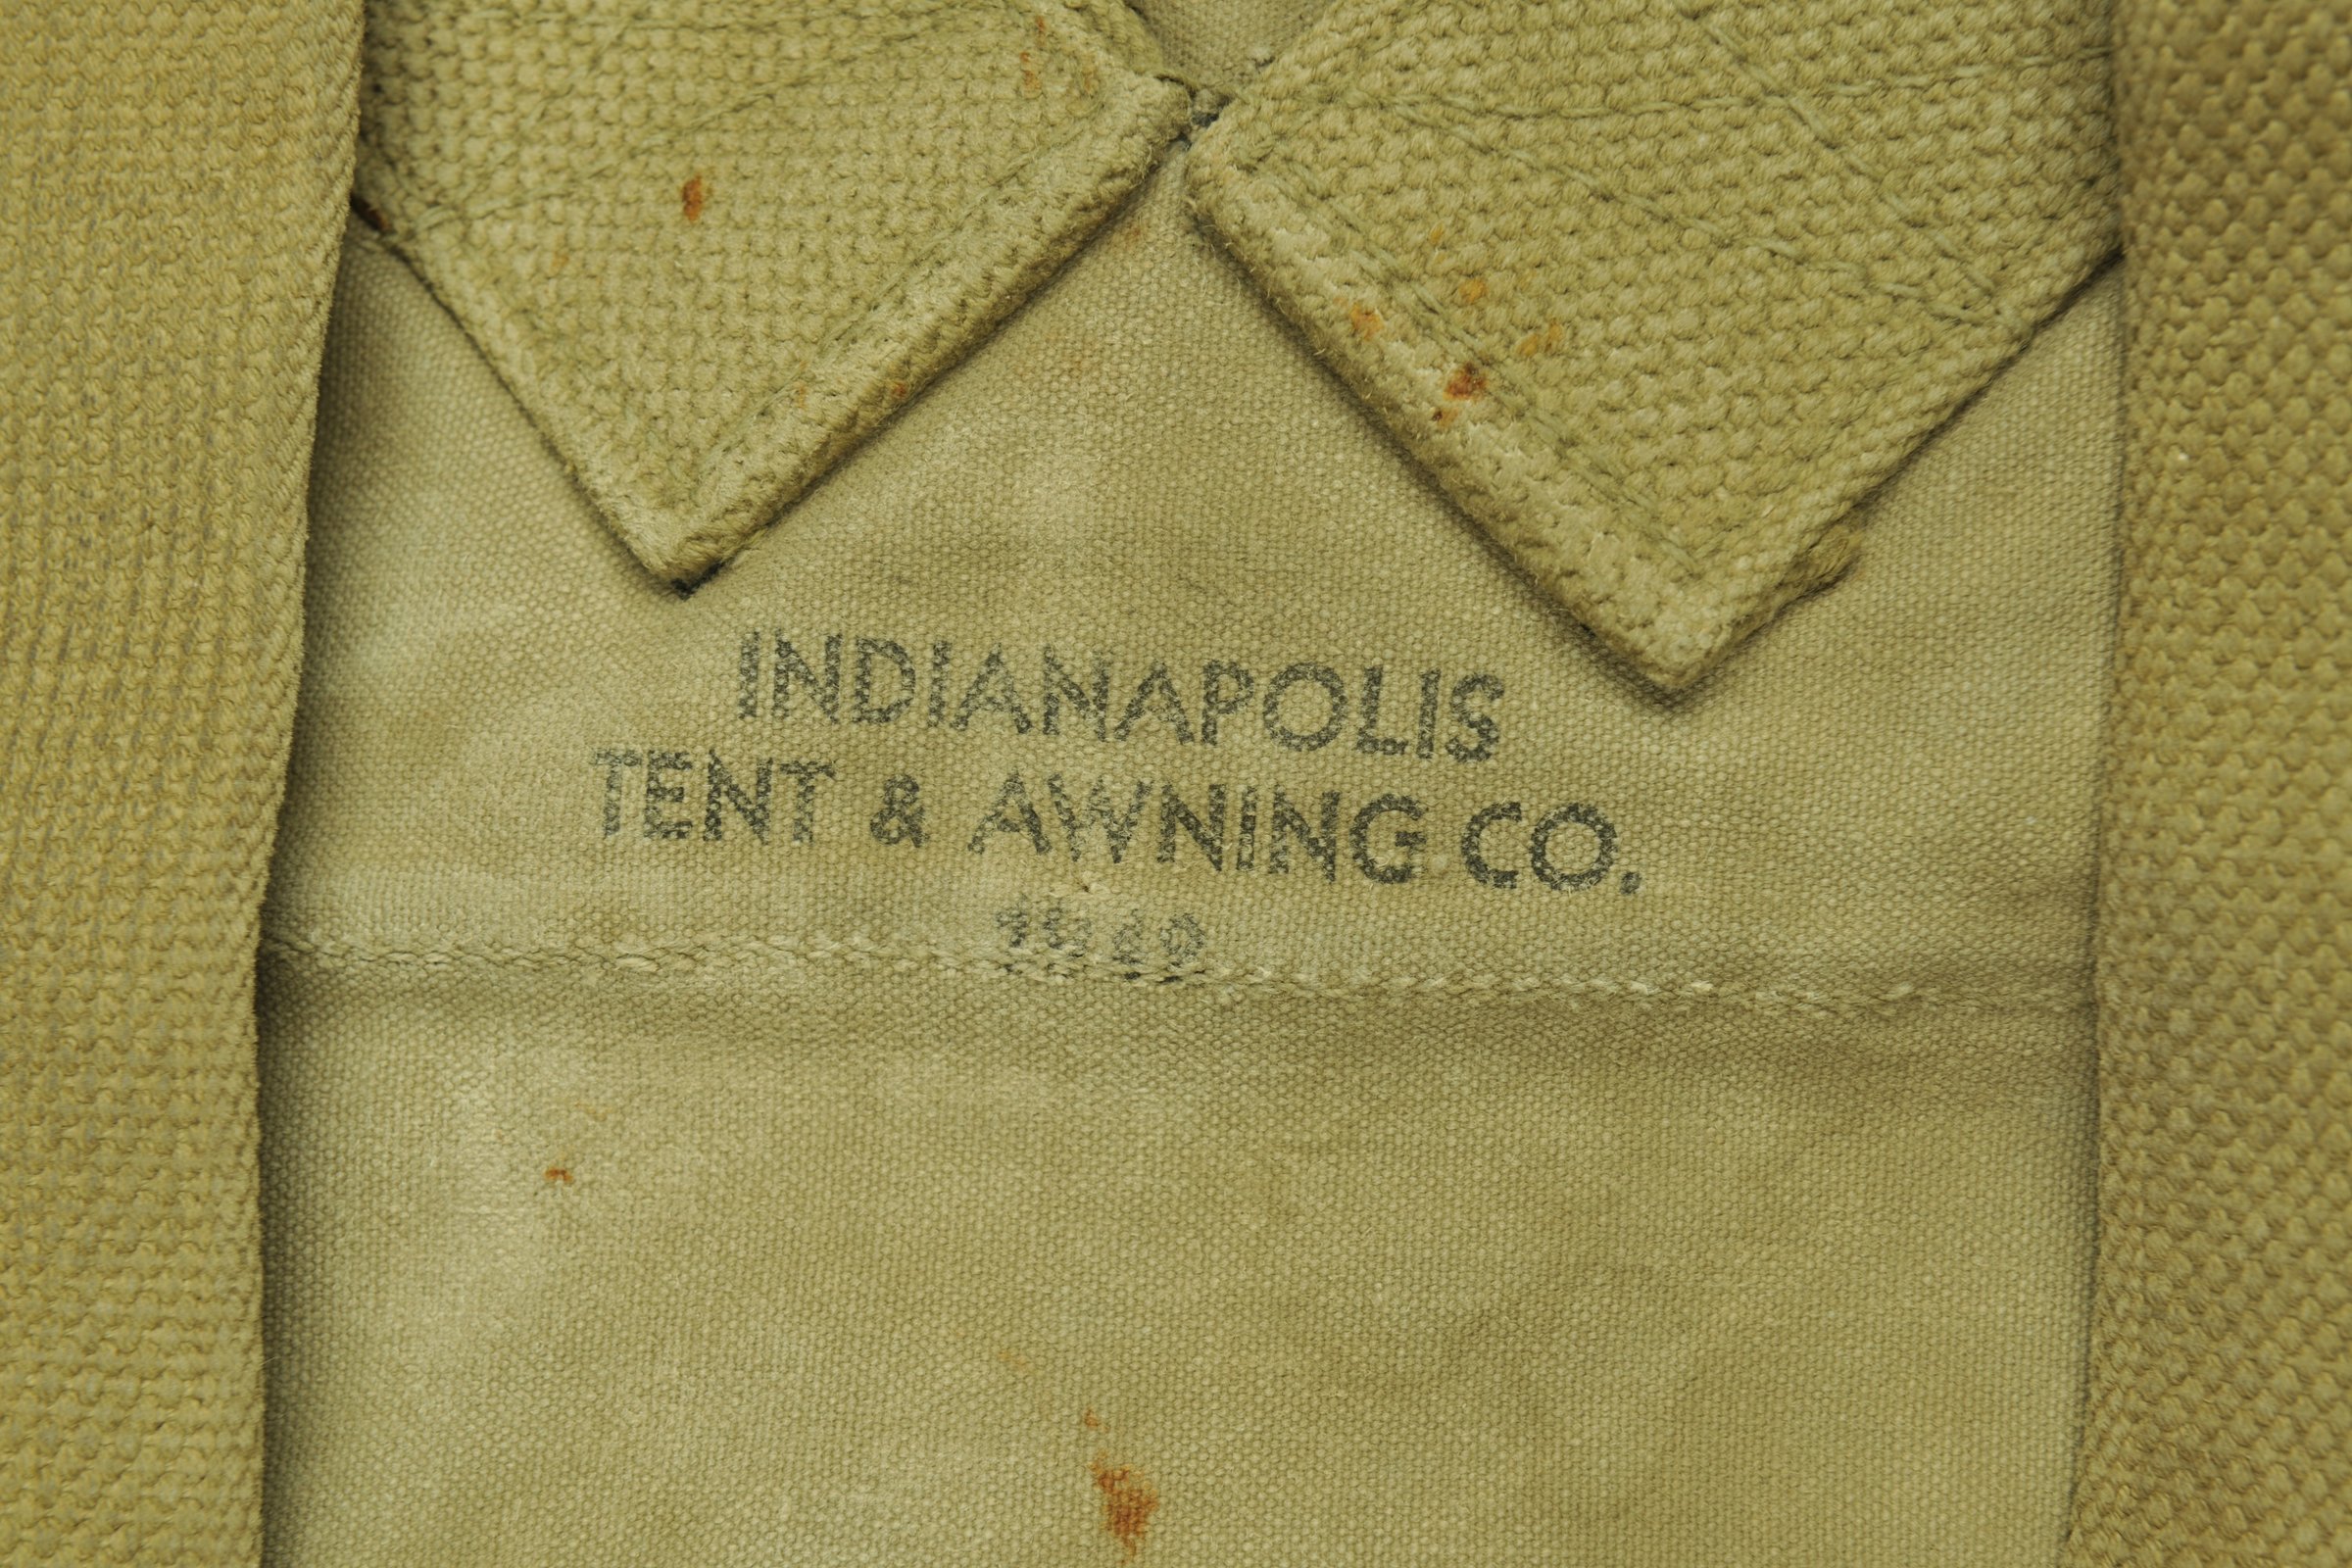 INDIANAPOLIS
TENT & AWNING CO.